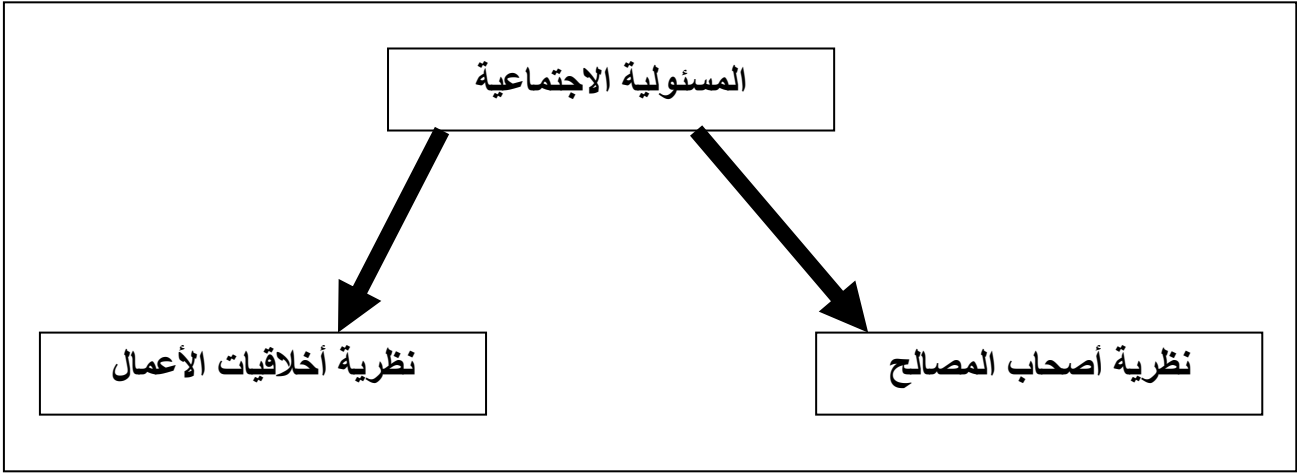 المسئولية الاجتماعية
نظرية أصحاب المصالح
نظرية أخلاقيات الأعمال